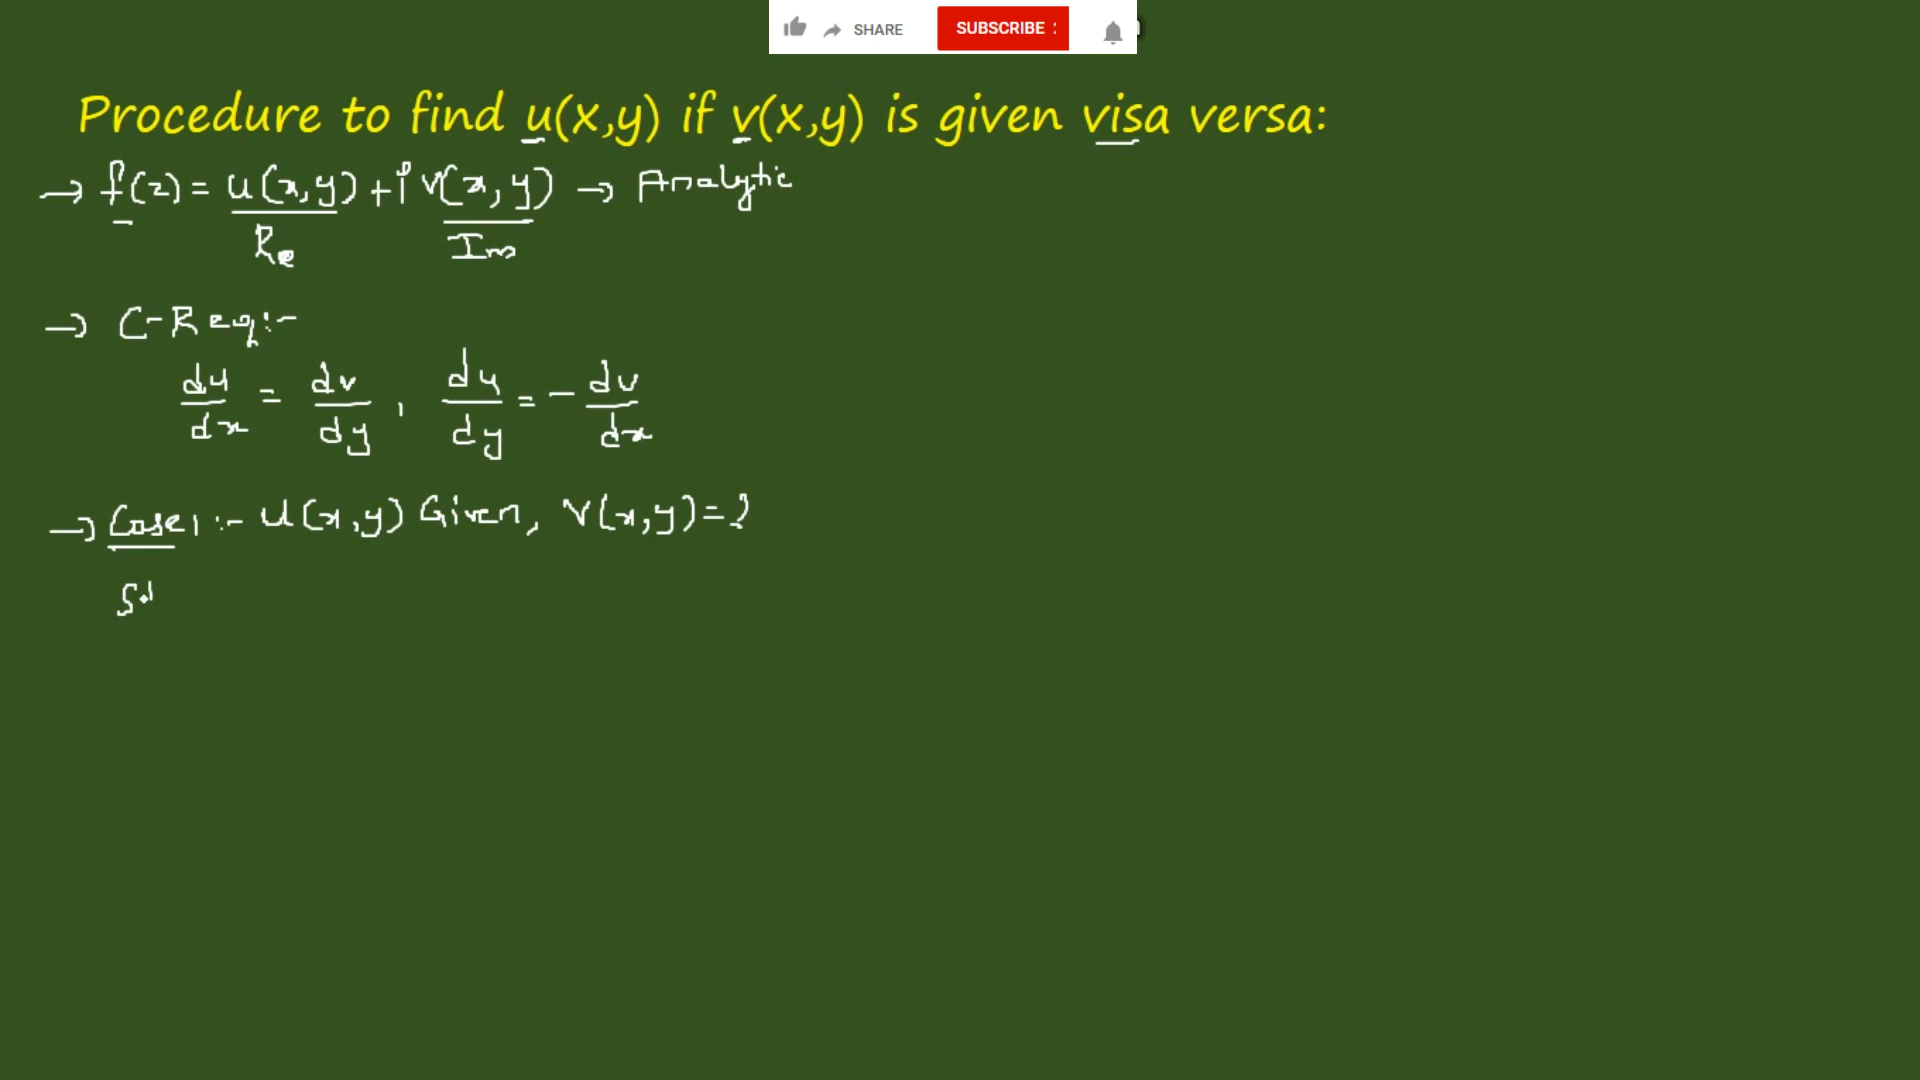 SHARE SUBSCRIBE :
Procedure to find u(x,y) if v(x,y) is given visa versa:
→ f(z) = u(x,y) + i v(x,y) → Analytic
Re Im
→ C-R eq:-
du/dx = dv/dy , du/dy = - dv/dx
→ Case 1 :- u(x,y) Given, v(x,y) = ?